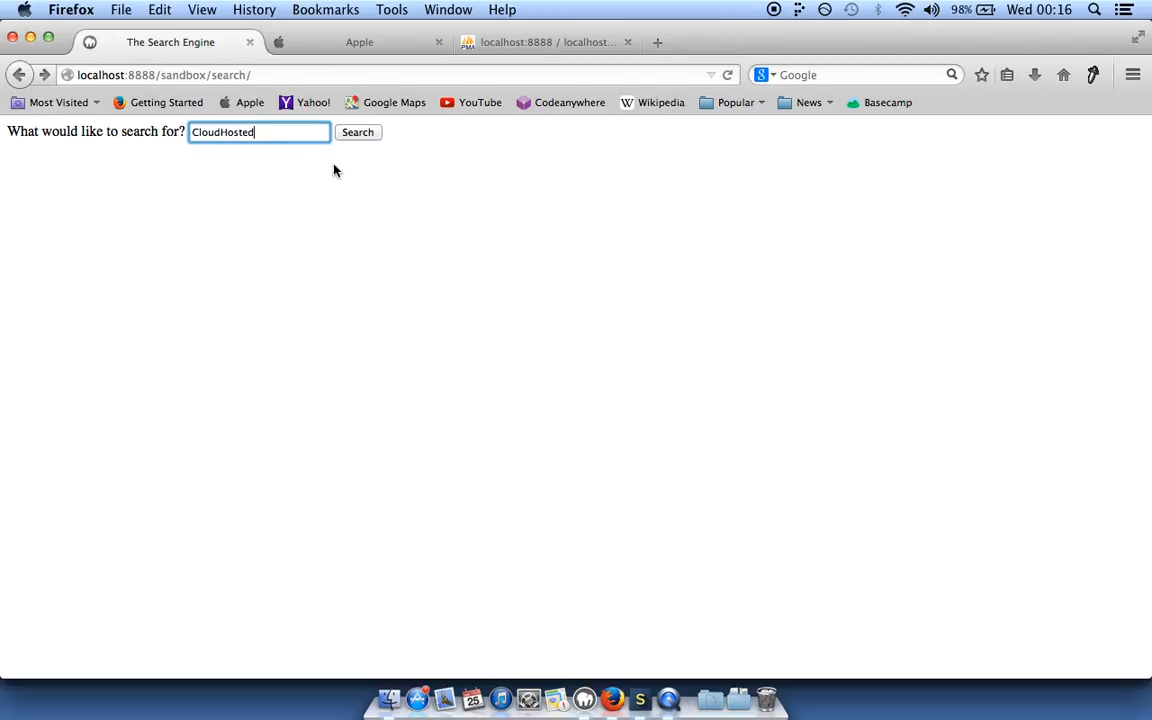 Firefox File Edit View History Bookmarks Tools Window Help 98% Wed 00:16
The Search Engine Apple localhost:8888 / localhost...
localhost:8888/sandbox/search/ Google
Most Visited Getting Started Apple Yahoo! Google Maps YouTube Codeanywhere Wikipedia Popular News Basecamp
What would like to search for? CloudHosted Search